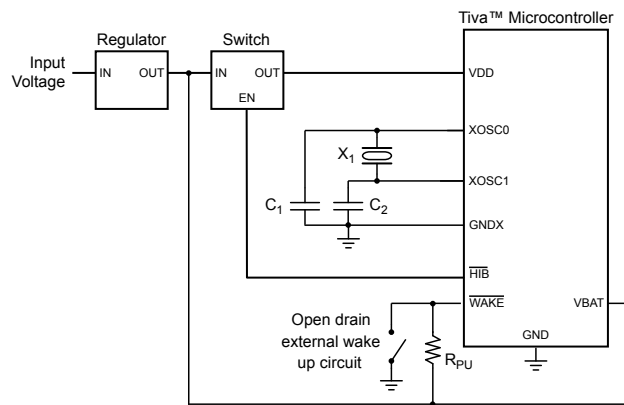 Tiva™ Microcontroller
Regulator
Switch
Input
Voltage
IN
OUT
IN
OUT
EN
VDD
XOSC0
X1
XOSC1
C1
C2
GNDX
HIB
WAKE
VBAT
Open drain
external wake
up circuit
RPU
GND